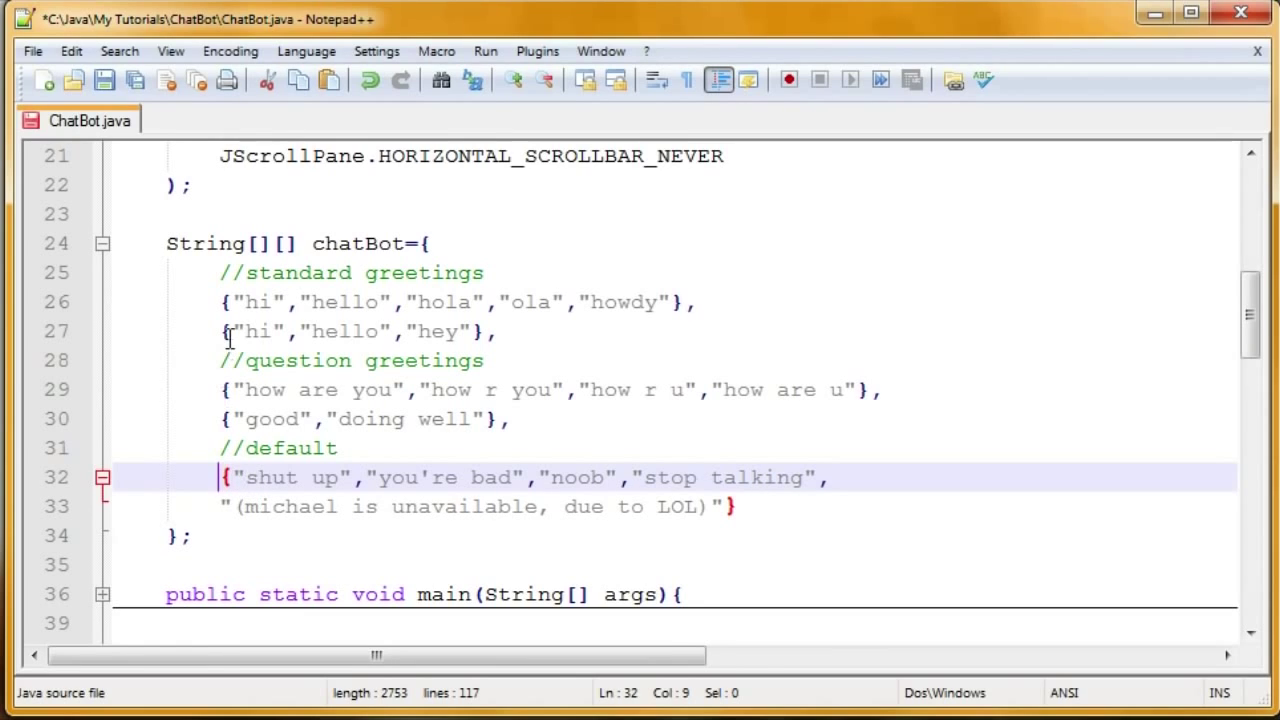 *C:\Java\My Tutorials\ChatBot\ChatBot.java - Notepad++
File Edit Search View Encoding Language Settings Macro Run Plugins Window ? X
ABC
ChatBot.java
21 JScrollPane.HORIZONTAL_SCROLLBAR_NEVER
22 );
23
24 String[][] chatBot={
25 //standard greetings
26 {"hi","hello","hola","ola","howdy"},
27 {"hi","hello","hey"},
28 //question greetings
29 {"how are you","how r you","how r u","how are u"},
30 {"good","doing well"},
31 //default
32 {"shut up","you're bad","noob","stop talking",
33 "(michael is unavailable, due to LOL)"}
34 };
35
36 public static void main(String[] args){
39
Java source file length : 2753 lines : 117 Ln : 32 Col : 9 Sel : 0 Dos\Windows ANSI INS